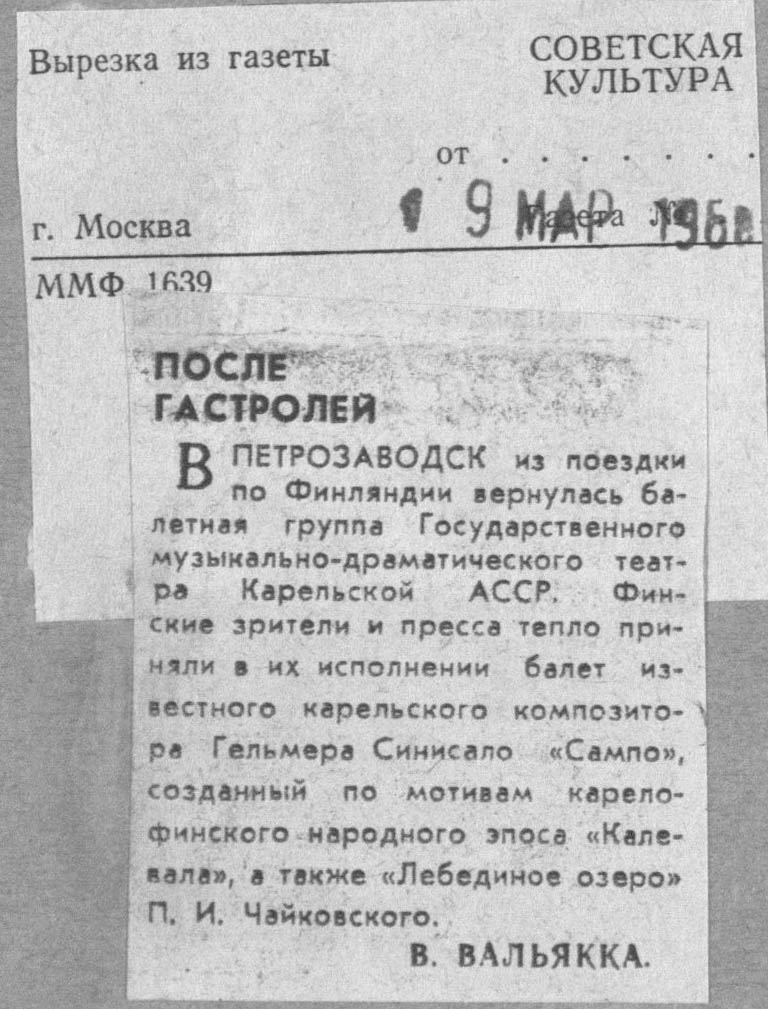 Вырезка из газеты
СОВЕТСКАЯ
КУЛЬТУРА
от . . . . . . .
г. Москва
9 МАР
Газета №
ММФ 1639
ПОСЛЕ
ГАСТРОЛЕЙ
В ПЕТРОЗАВОДСК из поездки
по Финляндии вернулась ба-
летная группа Государственного
музыкально-драматического теат-
ра Карельской АССР. Фин-
ские зрители и пресса тепло при-
няли в их исполнении балет из-
вестного карельского композито-
ра Гельмера Синисало «Сампо»,
созданный по мотивам карело-
финского народного эпоса «Кале-
вала», а также «Лебединое озеро»
П. И. Чайковского.
В. ВАЛЬЯККА.